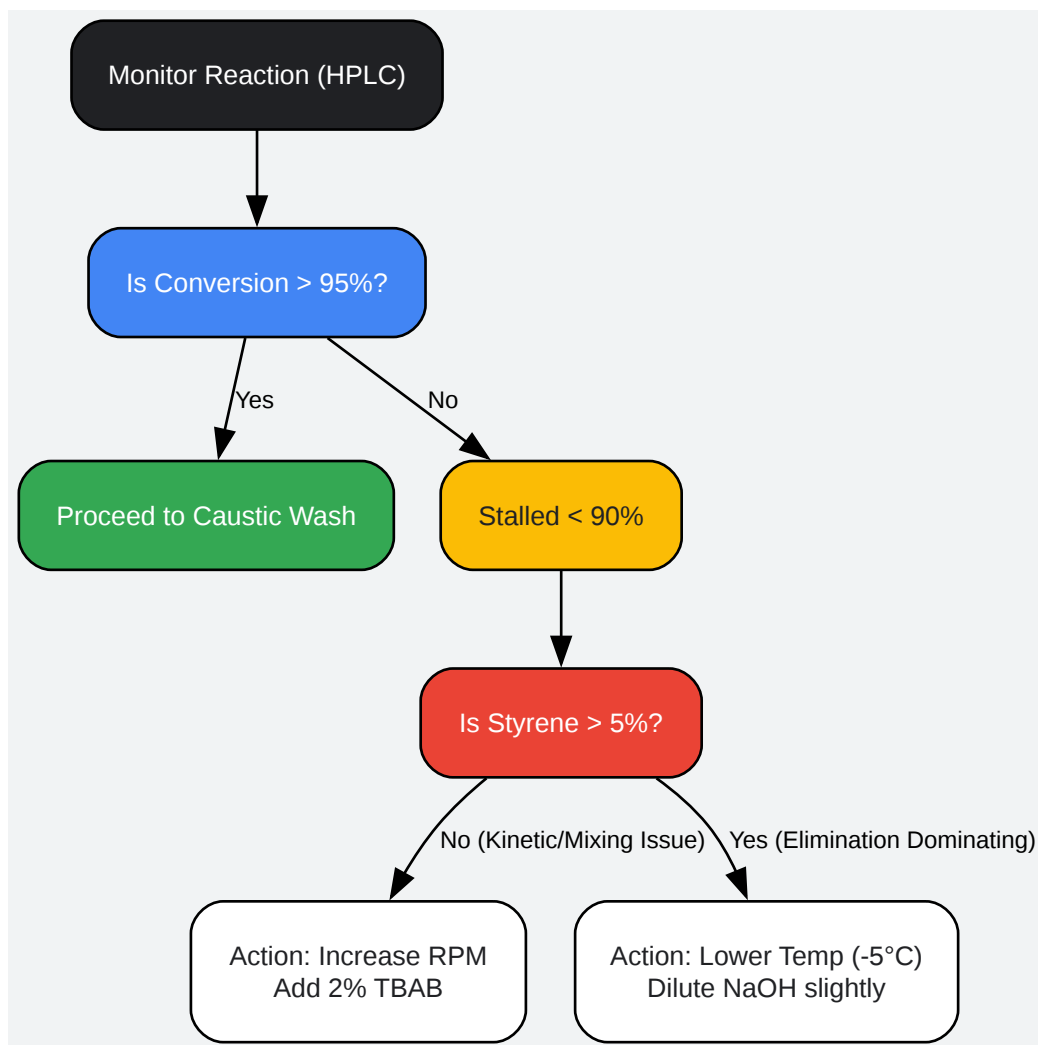 Monitor Reaction (HPLC)
Is Conversion > 95%?
Yes
No
Proceed to Caustic Wash
Stalled < 90%
Is Styrene > 5%?
No (Kinetic/Mixing Issue)
Yes (Elimination Dominating)
Action: Increase RPM
Add 2% TBAB
Action: Lower Temp (-5°C)
Dilute NaOH slightly